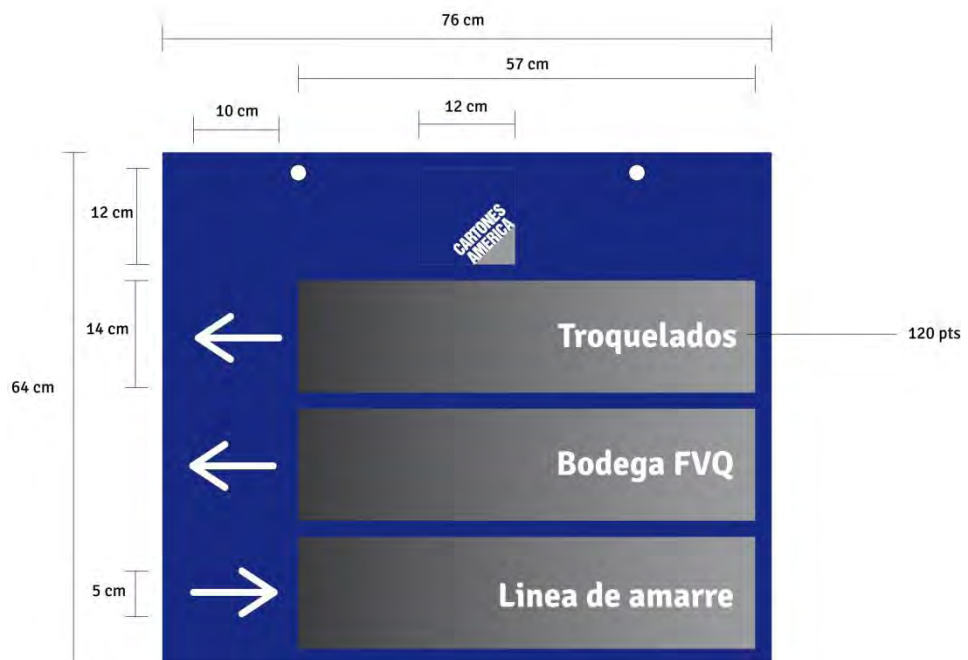 76 cm
57 cm
10 cm
12 cm
12 cm
CARTONES
AMERICA
14 cm
Troquelados
120 pts
64 cm
Bodega FVQ
5 cm
Linea de amarre